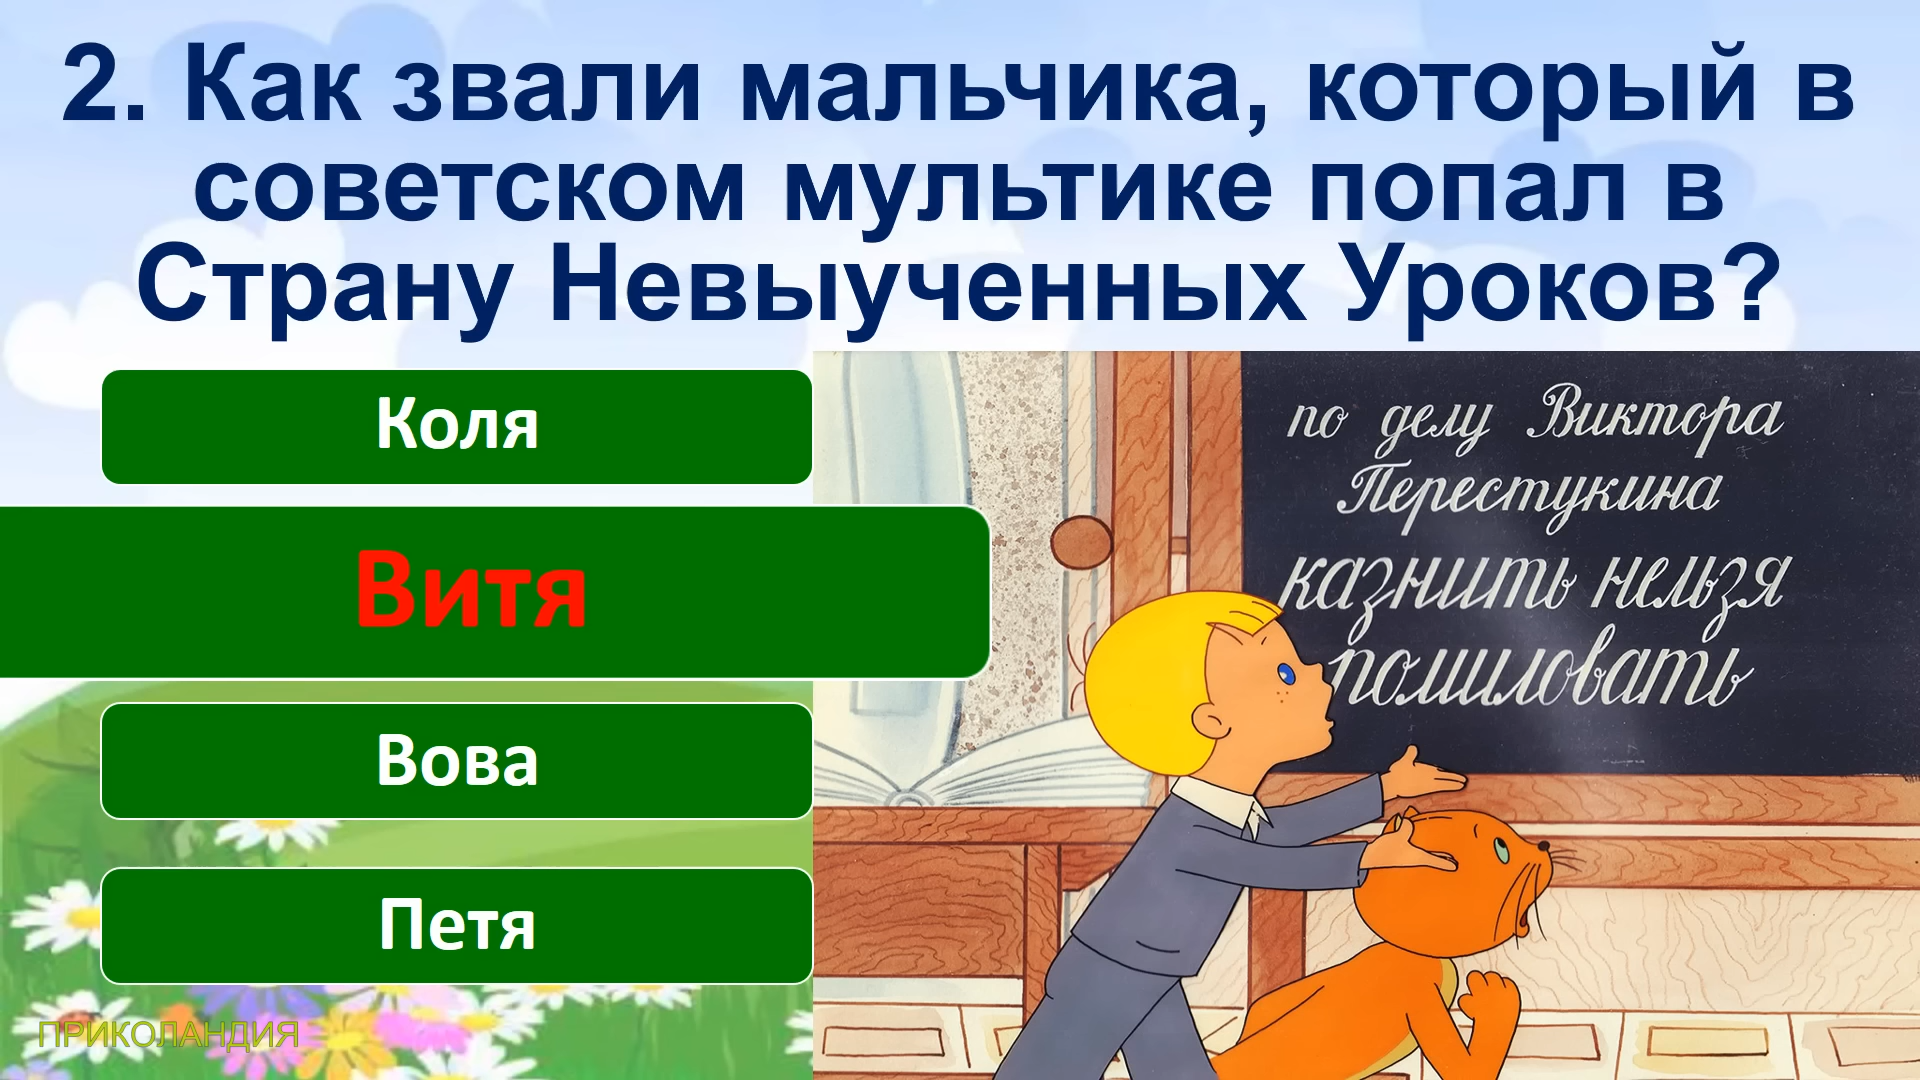 2. Как звали мальчика, который в
советском мультике попал в
Страну Невыученных Уроков?
Коля
Витя
Вова
Петя
по делу Виктора
Перестукина
казнить нельзя
помиловать
ПРИКОЛАНДИЯ